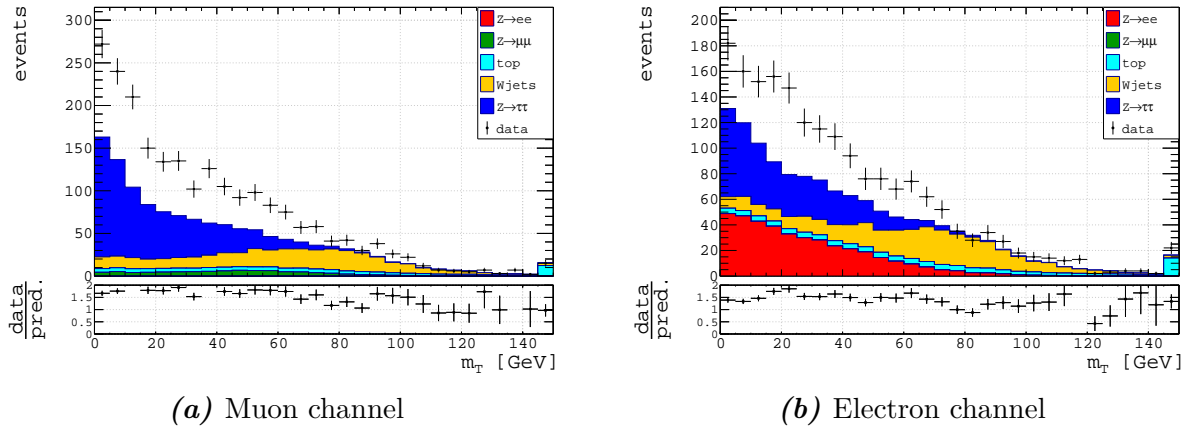 events
300
250
200
150
100
50
0
Z→ee
Z→μμ
top
Wjets
Z→ττ
data
data
pred.
2
1.5
1
0.5
0
0 20 40 60 80 100 120 140
m_T [GeV]
(a) Muon channel
events
200
180
160
140
120
100
80
60
40
20
0
Z→ee
Z→μμ
top
Wjets
Z→ττ
data
data
pred.
2
1.5
1
0.5
0
0 20 40 60 80 100 120 140
m_T [GeV]
(b) Electron channel